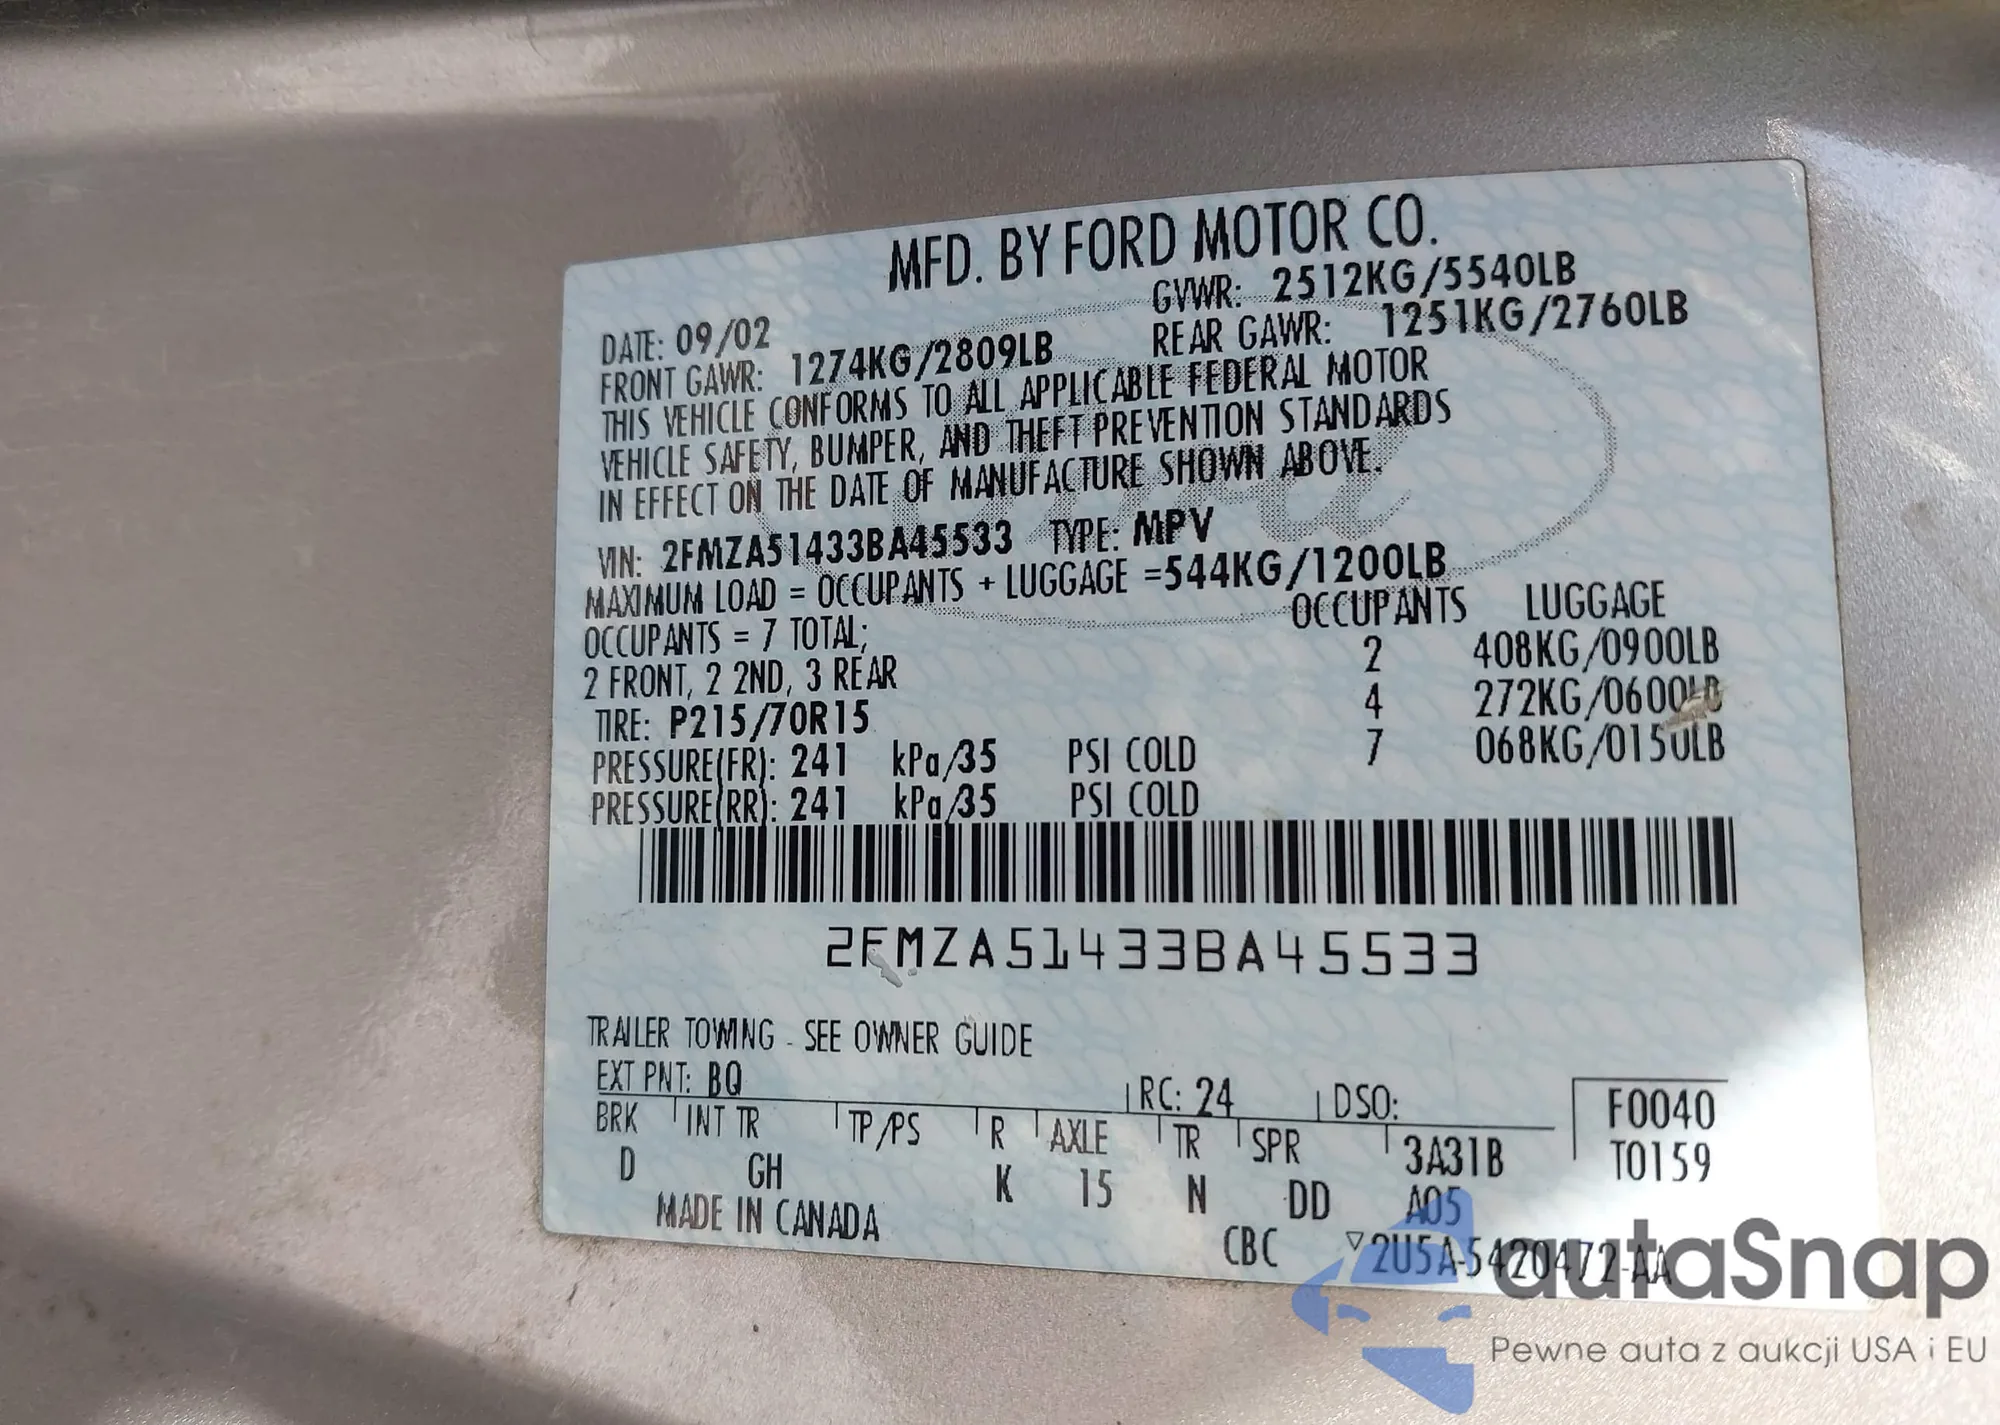 MFD. BY FORD MOTOR CO.
DATE: 09/02 GVWR: 2512KG/5540LB
FRONT GAWR: 1274KG/2809LB REAR GAWR: 1251KG/2760LB
THIS VEHICLE CONFORMS TO ALL APPLICABLE FEDERAL MOTOR
VEHICLE SAFETY, BUMPER, AND THEFT PREVENTION STANDARDS
IN EFFECT ON THE DATE OF MANUFACTURE SHOWN ABOVE.
VIN: 2FMZA51433BA45533 TYPE: MPV
MAXIMUM LOAD = OCCUPANTS + LUGGAGE =544KG/1200LB
OCCUPANTS = 7 TOTAL; OCCUPANTS LUGGAGE
2 FRONT, 2 2ND, 3 REAR 2 408KG/0900LB
TIRE: P215/70R15 4 272KG/0600LB
PRESSURE(FR): 241 kPa/35 PSI COLD 7 068KG/0150LB
PRESSURE(RR): 241 kPa/35 PSI COLD
2FMZA51433BA45533
TRAILER TOWING - SEE OWNER GUIDE
EXT PNT: BQ RC: 24 DSO: F0040
BRK INT TR TP/PS R AXLE TR SPR 3A31B T0159
D GH K 15 N DD A05
MADE IN CANADA CBC ▽2U5A-5420472-AA
autaSnap
Pewne auta z aukcji USA i EU